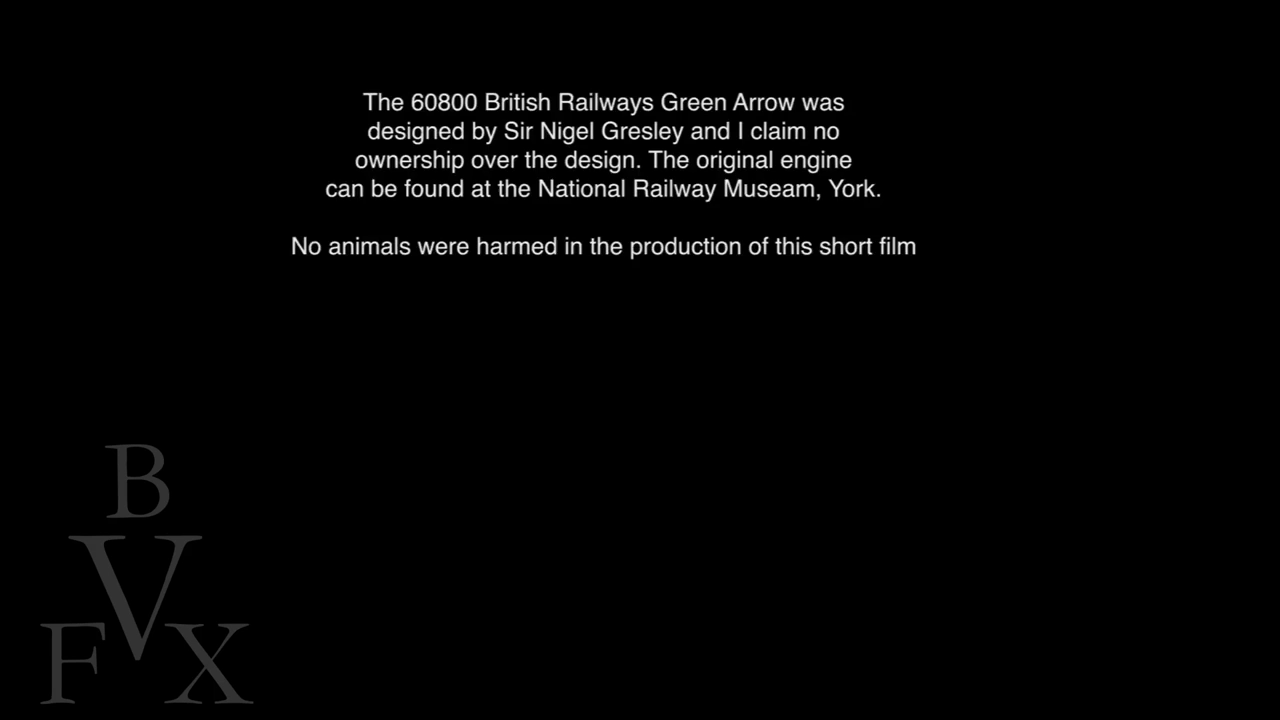 The 60800 British Railways Green Arrow was
designed by Sir Nigel Gresley and I claim no
ownership over the design. The original engine
can be found at the National Railway Museam, York.
No animals were harmed in the production of this short film
B
V
F X